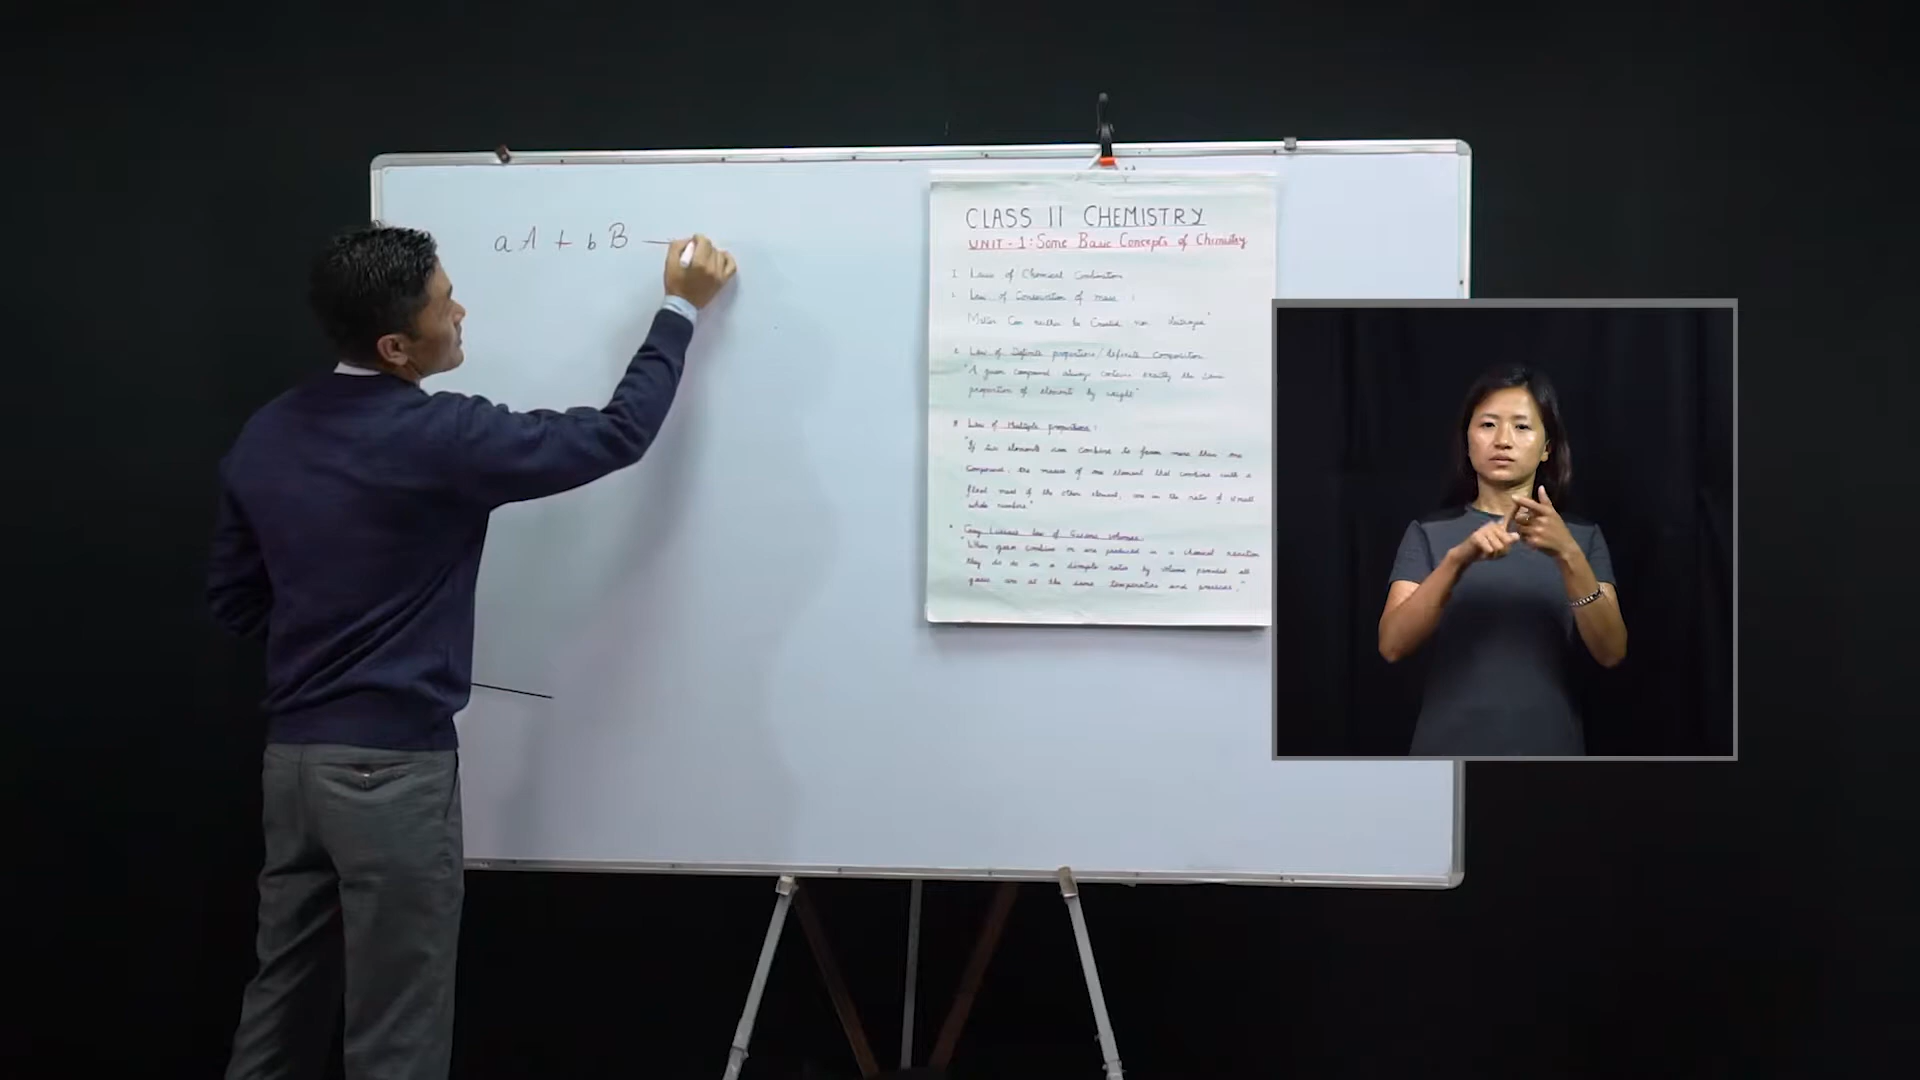 aA + bB —
CLASS 11 CHEMISTRY
UNIT-1: Some Basic Concepts of Chemistry
I. Laws of Chemical Combination
1. Law of Conservation of mass :
Matter Can neither be Created nor destroyed"
2. Law of Definite proportions/definite Composition
"A given compound always contains exactly the same
proportion of element by weight"
Law of Multiple proportions:
"If two elements can combine to form more than one
Compound, the masses of one element that combine with a
fixed mass of the other element, are in the ratio of small
whole numbers."
Gay Lussac's law of Gaseous volumes
"When gases combine or are produced in a chemical reaction
they do so in a simple ratio by volume provided all
gases are at the same temperature and pressure."